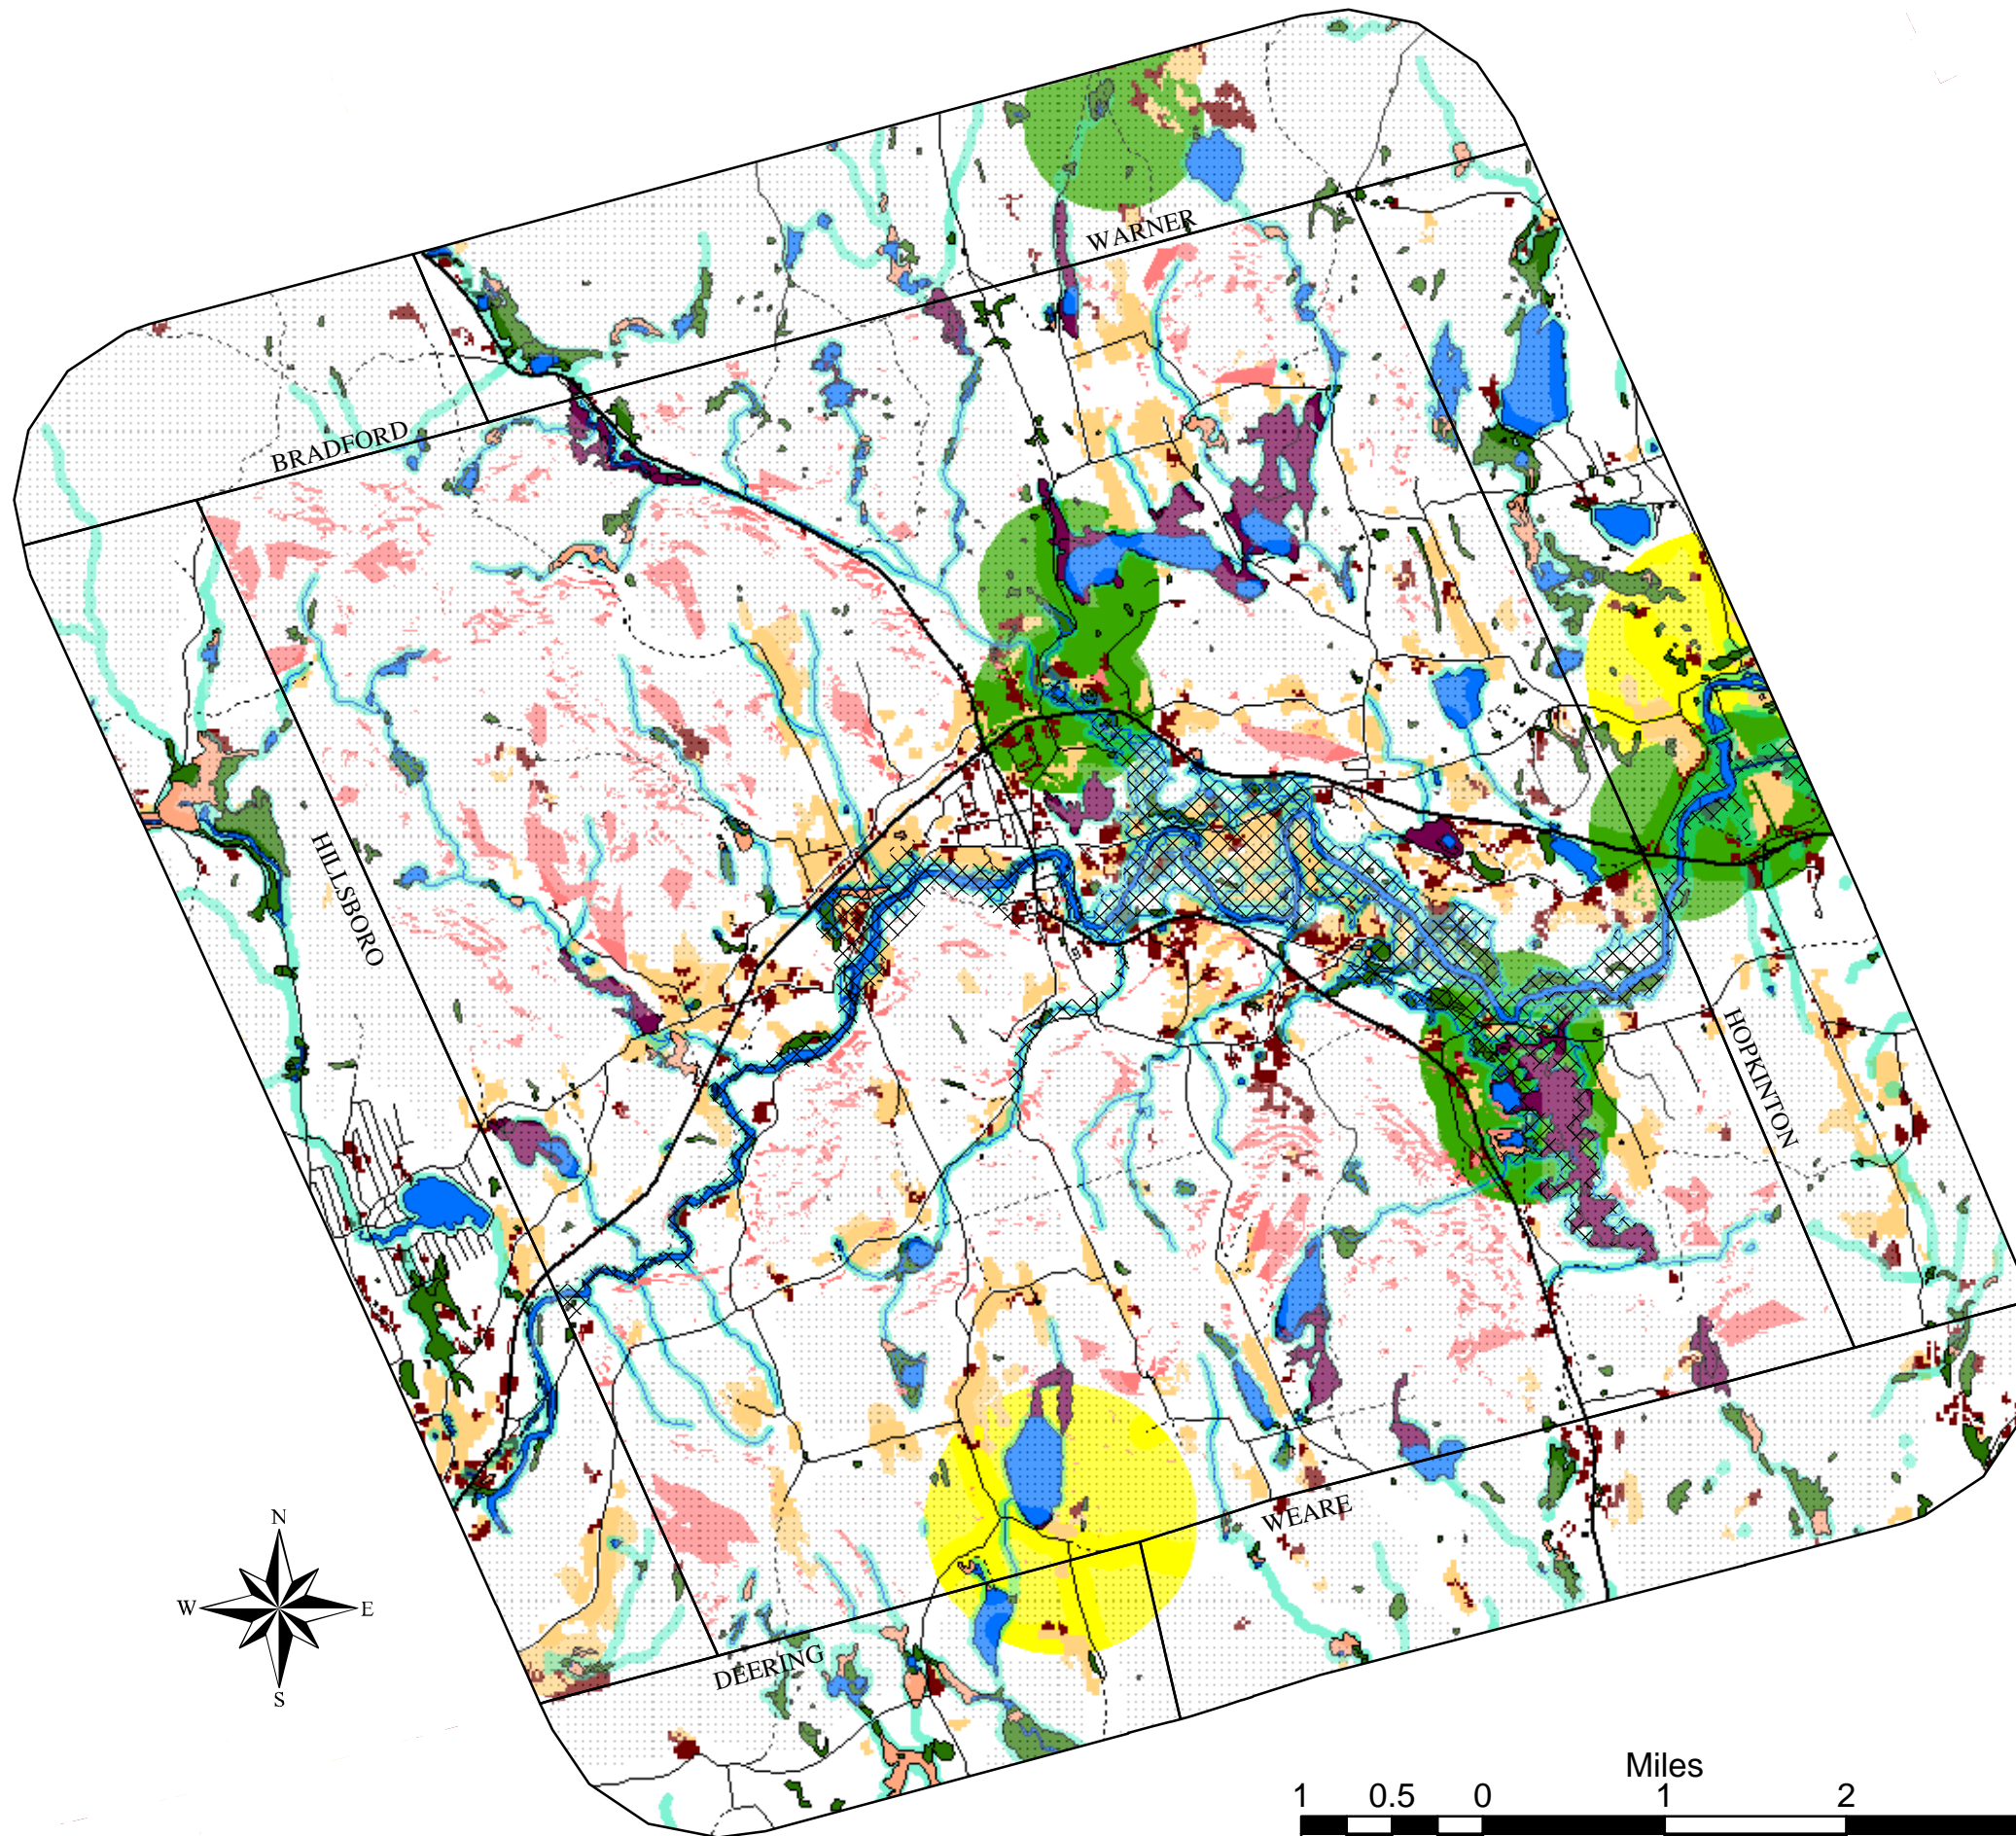 WARNER
BRADFORD
HILLSBORO
HOPKINTON
WEARE
DEERING
N
W
E
S
Miles
1 0.5 0 1 2